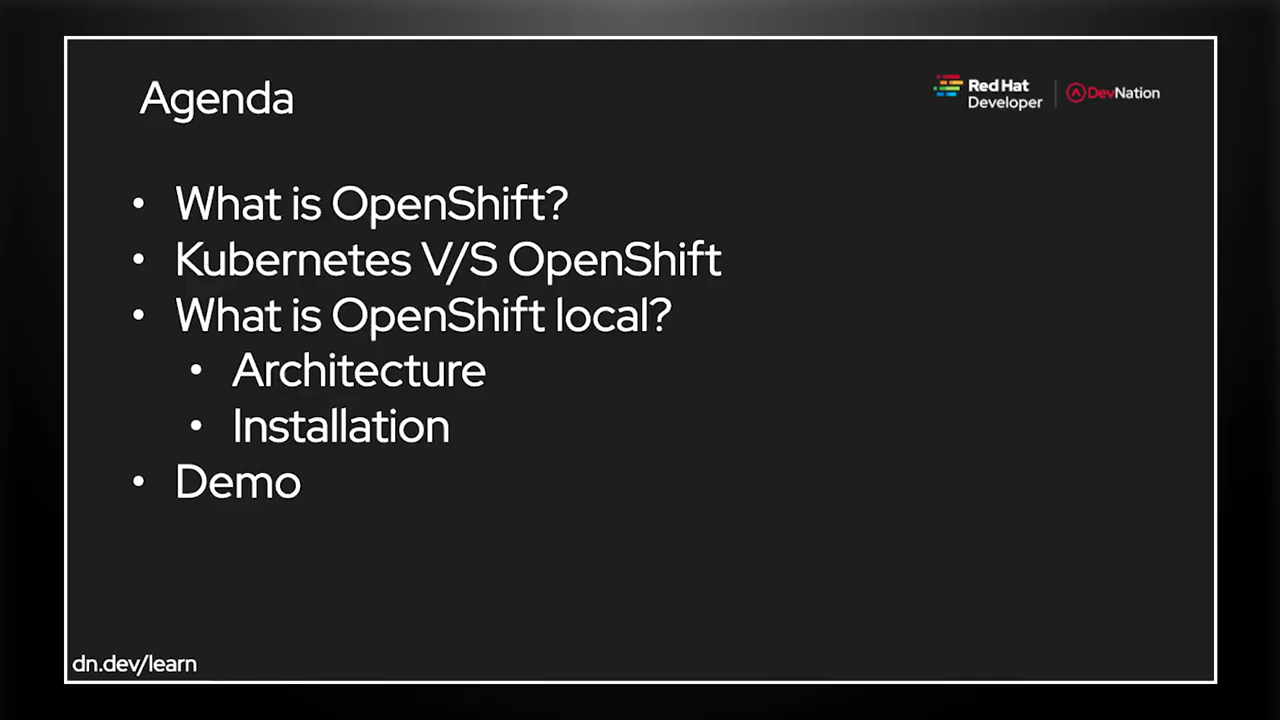 Agenda
Red Hat
Developer
DevNation
• What is OpenShift?
• Kubernetes V/S OpenShift
• What is OpenShift local?
• Architecture
• Installation
• Demo
dn.dev/learn